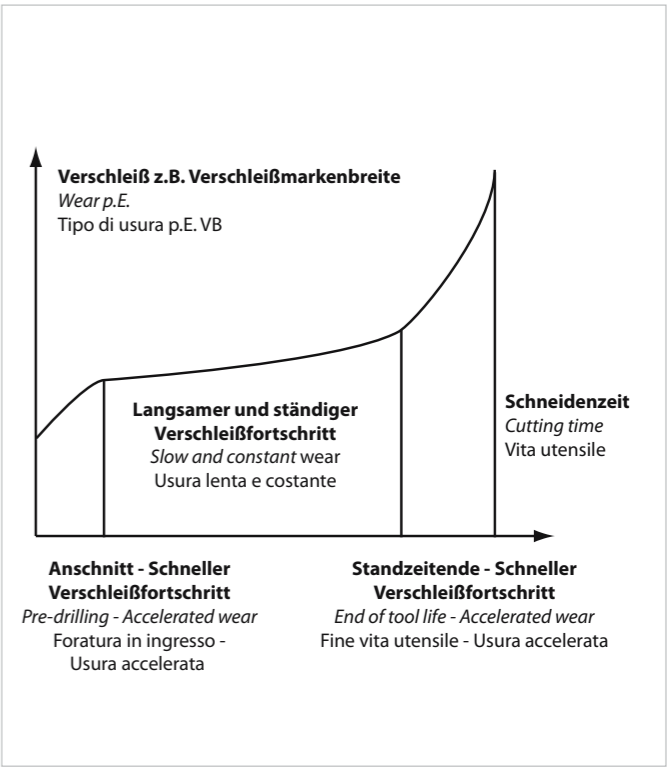 Verschleiß z.B. Verschleißmarkenbreite
Wear p.E.
Tipo di usura p.E. VB
Langsamer und ständiger
Verschleißfortschritt
Slow and constant wear
Usura lenta e costante
Schneidenzeit
Cutting time
Vita utensile
Anschnitt - Schneller
Verschleißfortschritt
Pre-drilling - Accelerated wear
Foratura in ingresso -
Usura accelerata
Standzeitende - Schneller
Verschleißfortschritt
End of tool life - Accelerated wear
Fine vita utensile - Usura accelerata